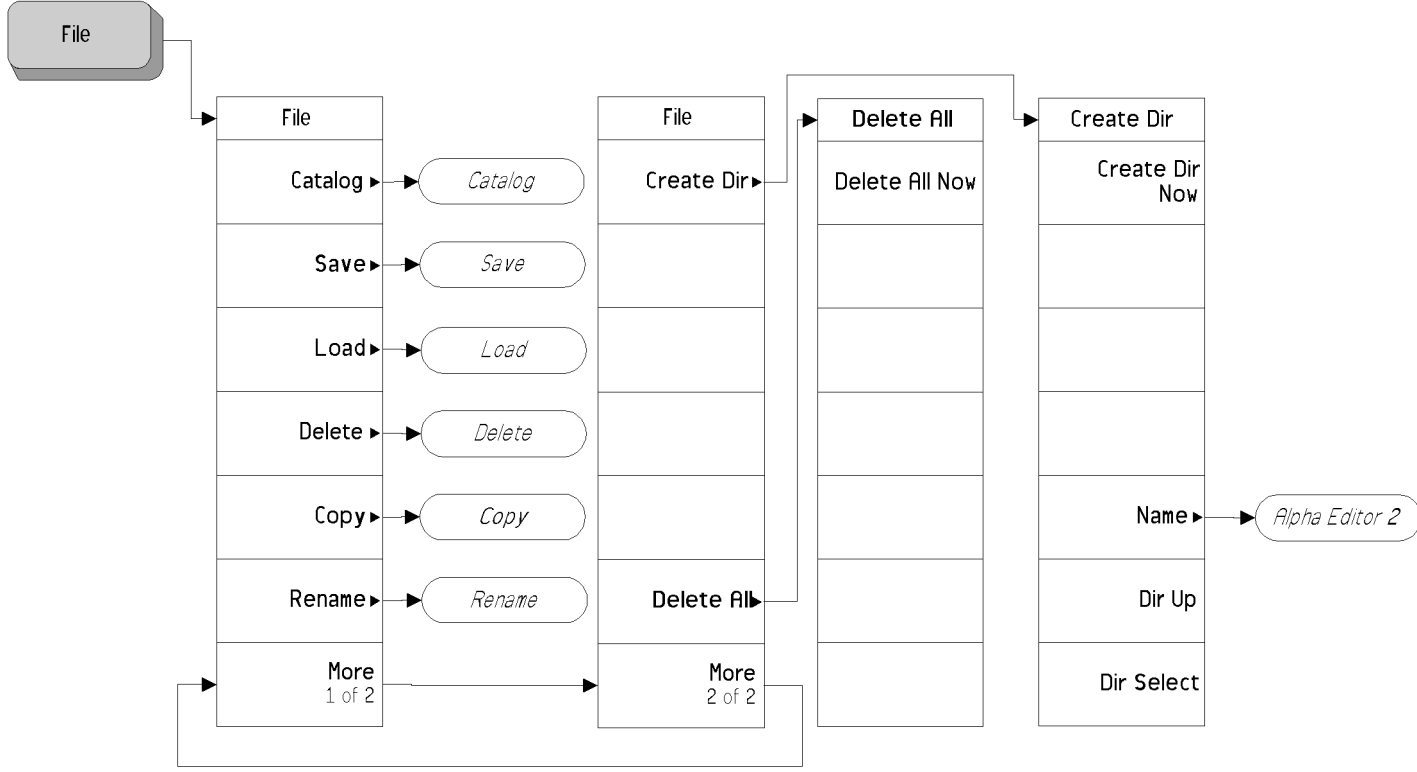 File
File
Catalog
Catalog
Save
Save
Load
Load
Delete
Delete
Copy
Copy
Rename
Rename
More
1 of 2
File
Create Dir
Delete All
More
2 of 2
Delete All
Delete All Now
Create Dir
Create Dir
Now
Name
Alpha Editor 2
Dir Up
Dir Select